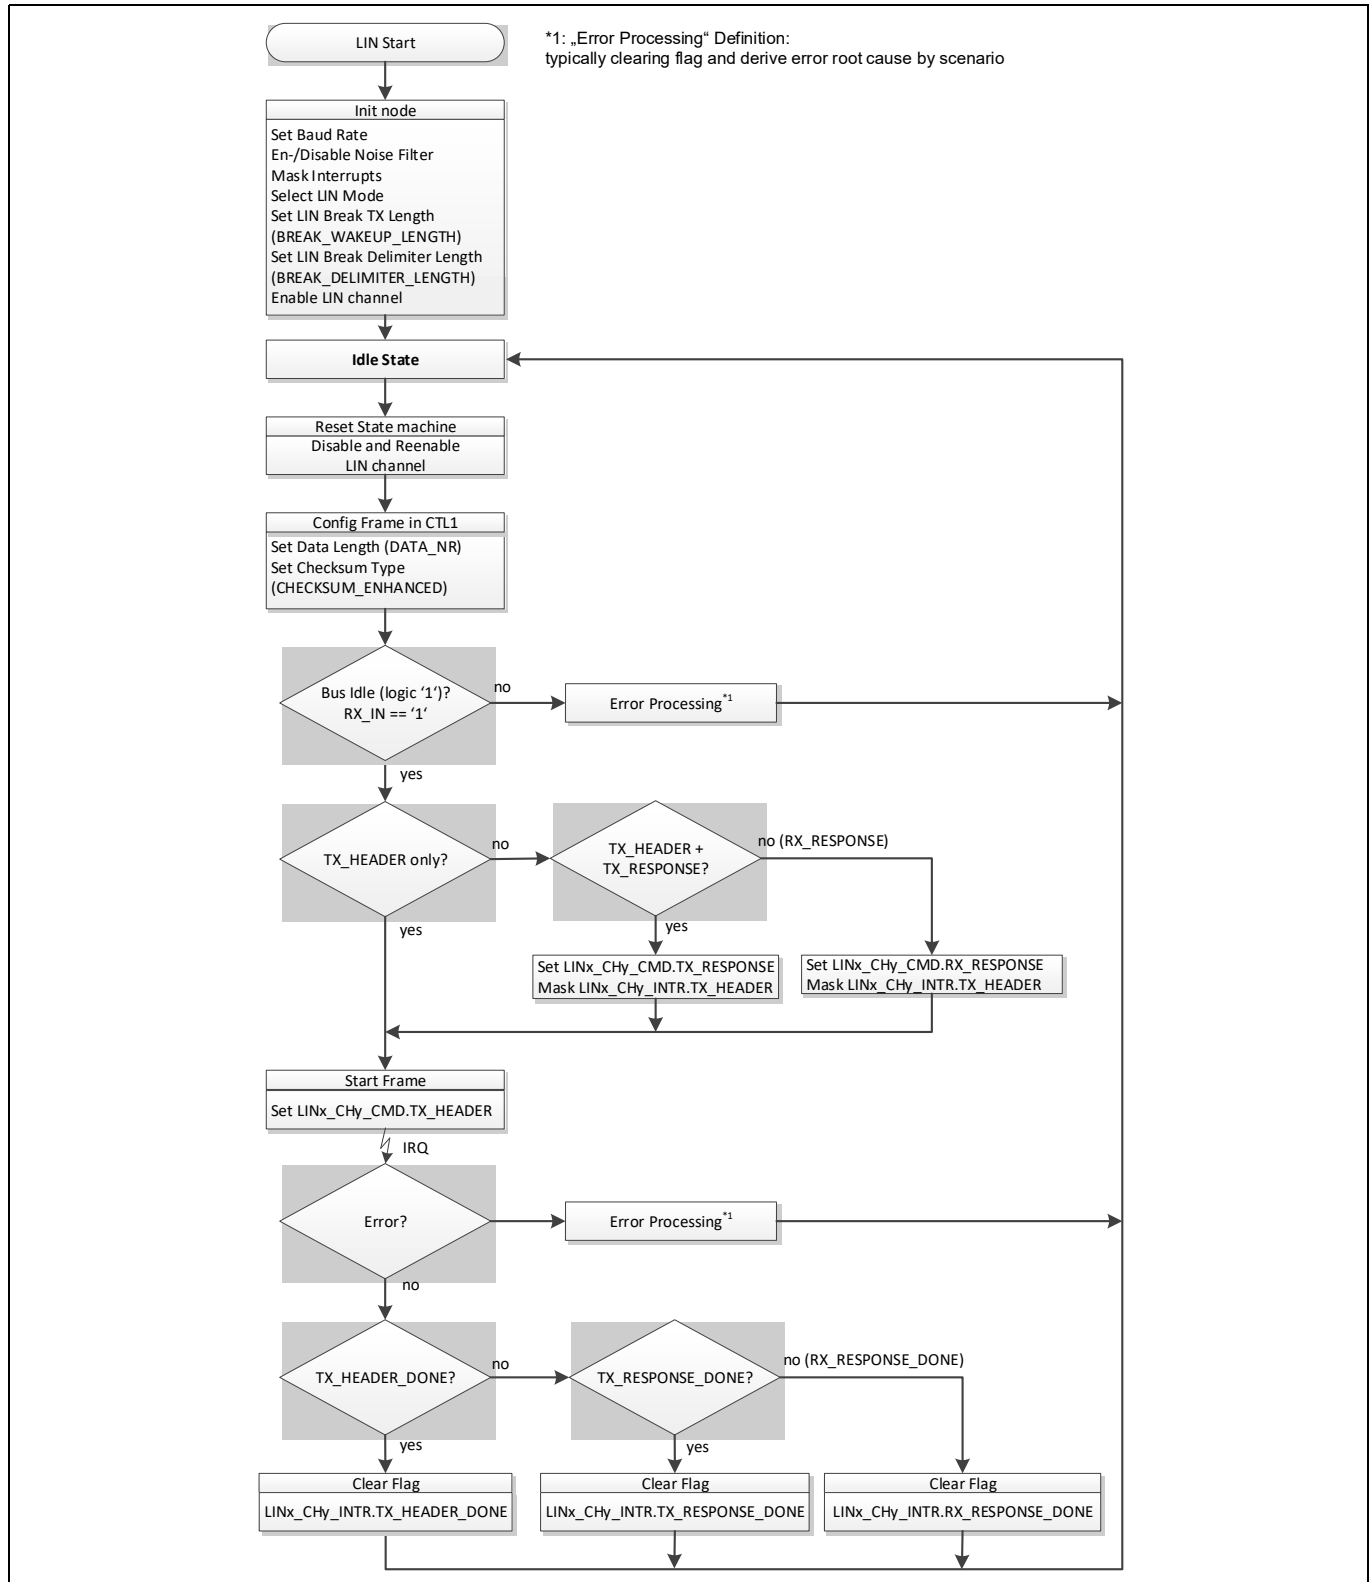 LIN Start
*1: „Error Processing“ Definition:
typically clearing flag and derive error root cause by scenario
Init node
Set Baud Rate
En-/Disable Noise Filter
Mask Interrupts
Select LIN Mode
Set LIN Break TX Length
(BREAK_WAKEUP_LENGTH)
Set LIN Break Delimiter Length
(BREAK_DELIMITER_LENGTH)
Enable LIN channel
Idle State
Reset State machine
Disable and Reenable
LIN channel
Config Frame in CTL1
Set Data Length (DATA_NR)
Set Checksum Type
(CHECKSUM_ENHANCED)
Bus Idle (logic ‘1‘)?
RX_IN == ‘1‘
no
Error Processing*1
yes
TX_HEADER only?
no
TX_HEADER +
TX_RESPONSE?
no (RX_RESPONSE)
yes
yes
Set LINx_CHy_CMD.TX_RESPONSE
Mask LINx_CHy_INTR.TX_HEADER
Set LINx_CHy_CMD.RX_RESPONSE
Mask LINx_CHy_INTR.TX_HEADER
Start Frame
Set LINx_CHy_CMD.TX_HEADER
IRQ
Error?
Error Processing*1
no
TX_HEADER_DONE?
no
TX_RESPONSE_DONE?
no (RX_RESPONSE_DONE)
yes
yes
Clear Flag
LINx_CHy_INTR.TX_HEADER_DONE
Clear Flag
LINx_CHy_INTR.TX_RESPONSE_DONE
Clear Flag
LINx_CHy_INTR.RX_RESPONSE_DONE